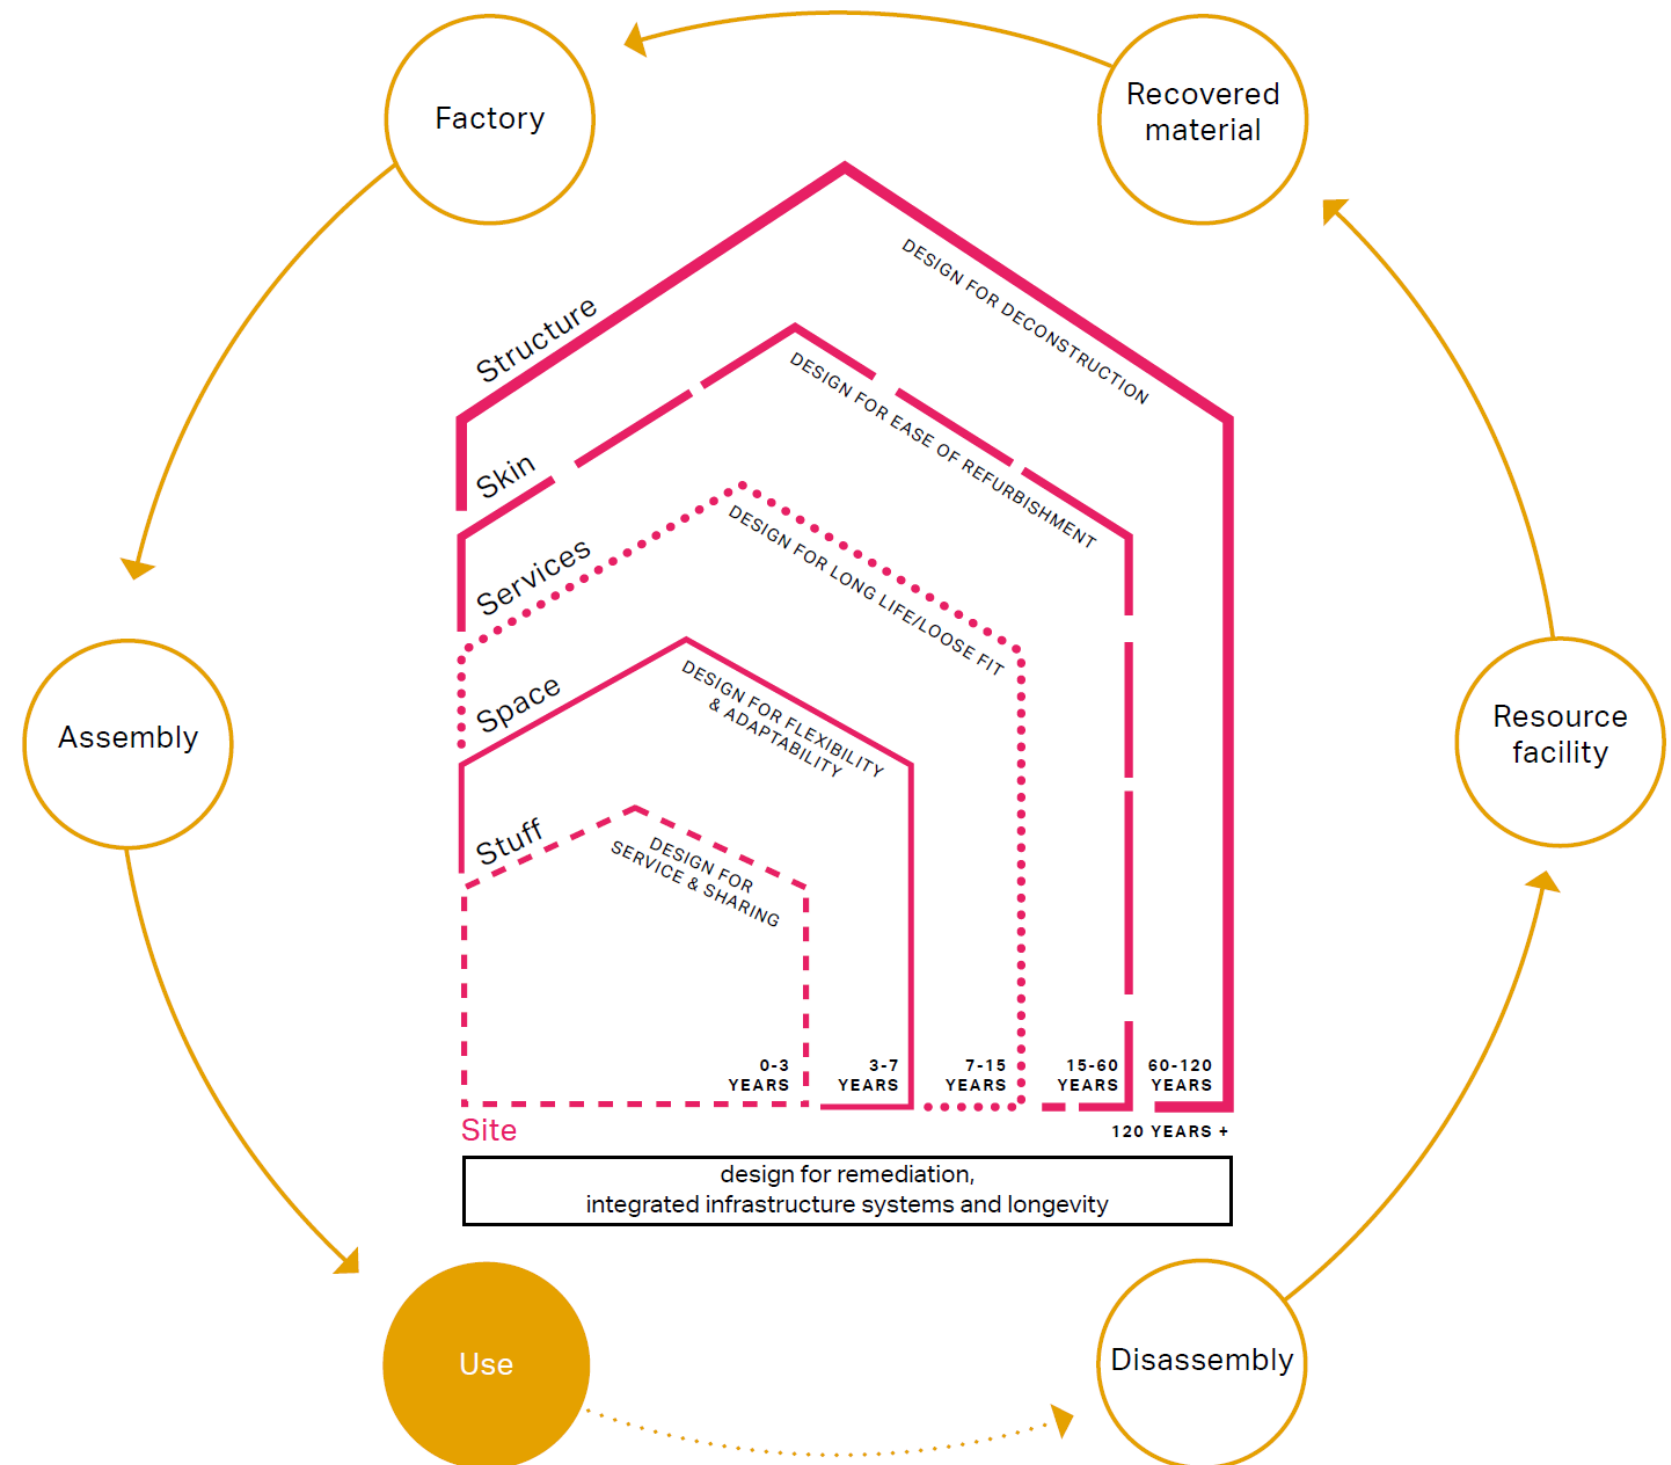 Factory
Recovered
material
Structure
DESIGN FOR DECONSTRUCTION
Skin
DESIGN FOR EASE OF REFURBISHMENT
Services
DESIGN FOR LONG LIFE/LOOSE FIT
Space
DESIGN FOR FLEXIBILITY
& ADAPTABILITY
Stuff
DESIGN FOR
SERVICE & SHARING
Assembly
Resource
facility
0-3
YEARS
3-7
YEARS
7-15
YEARS
15-60
YEARS
60-120
YEARS
Site
120 YEARS +
design for remediation,
integrated infrastructure systems and longevity
Use
Disassembly